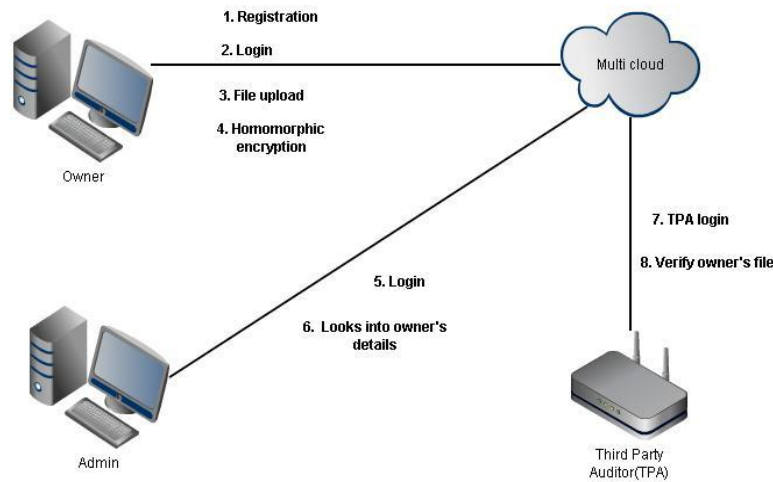 1. Registration
2. Login
Multi cloud
3. File upload
4. Homomorphic
encryption
Owner
7. TPA login
8. Verify owner's file
5. Login
6. Looks into owner's
details
Admin
Third Party
Auditor(TPA)